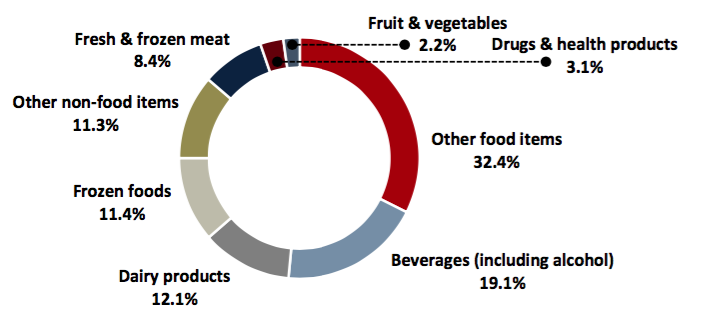 Fruit & vegetables
2.2%
Drugs & health products
3.1%
Fresh & frozen meat
8.4%
Other non-food items
11.3%
Other food items
32.4%
Frozen foods
11.4%
Beverages (including alcohol)
19.1%
Dairy products
12.1%